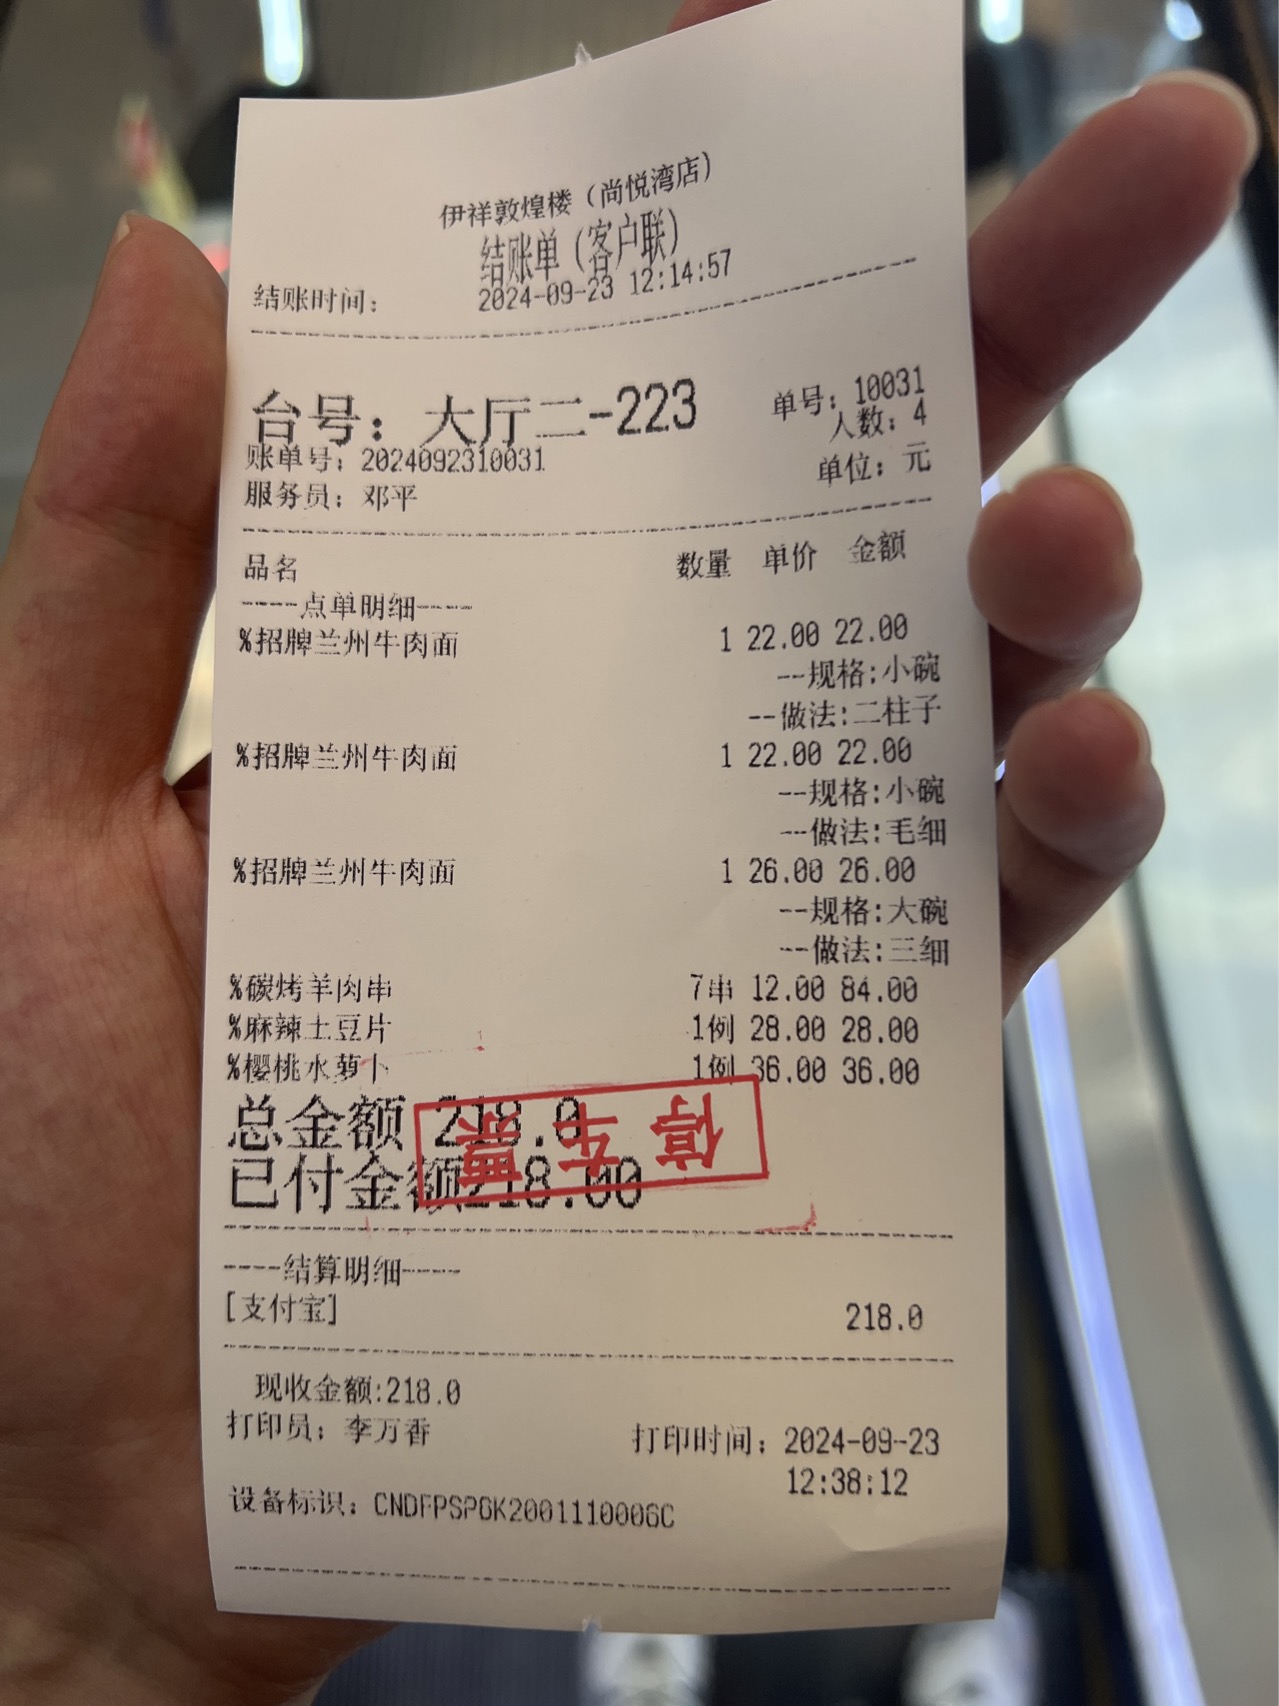 伊祥敦煌楼（尚悦湾店）
结账单（客户联）
结账时间： 2024-09-23 12:14:57
台号：大厅二-223 单号：10031
人数：4
账单号：2024092310031 单位：元
服务员：邓平
品名 数量 单价 金额
----点单明细----
%招牌兰州牛肉面 1 22.00 22.00
--规格:小碗
--做法:二柱子
%招牌兰州牛肉面 1 22.00 22.00
--规格:小碗
--做法:毛细
%招牌兰州牛肉面 1 26.00 26.00
--规格:大碗
--做法:三细
%碳烤羊肉串 7串 12.00 84.00
%麻辣土豆片 1例 28.00 28.00
%樱桃水萝卜 1例 36.00 36.00
总金额 218.0
停车票
已付金额218.00
----结算明细----
[支付宝] 218.0
现收金额:218.0
打印员：李万香 打印时间：2024-09-23
12:38:12
设备标识：CNDFPSPGK2001110006C